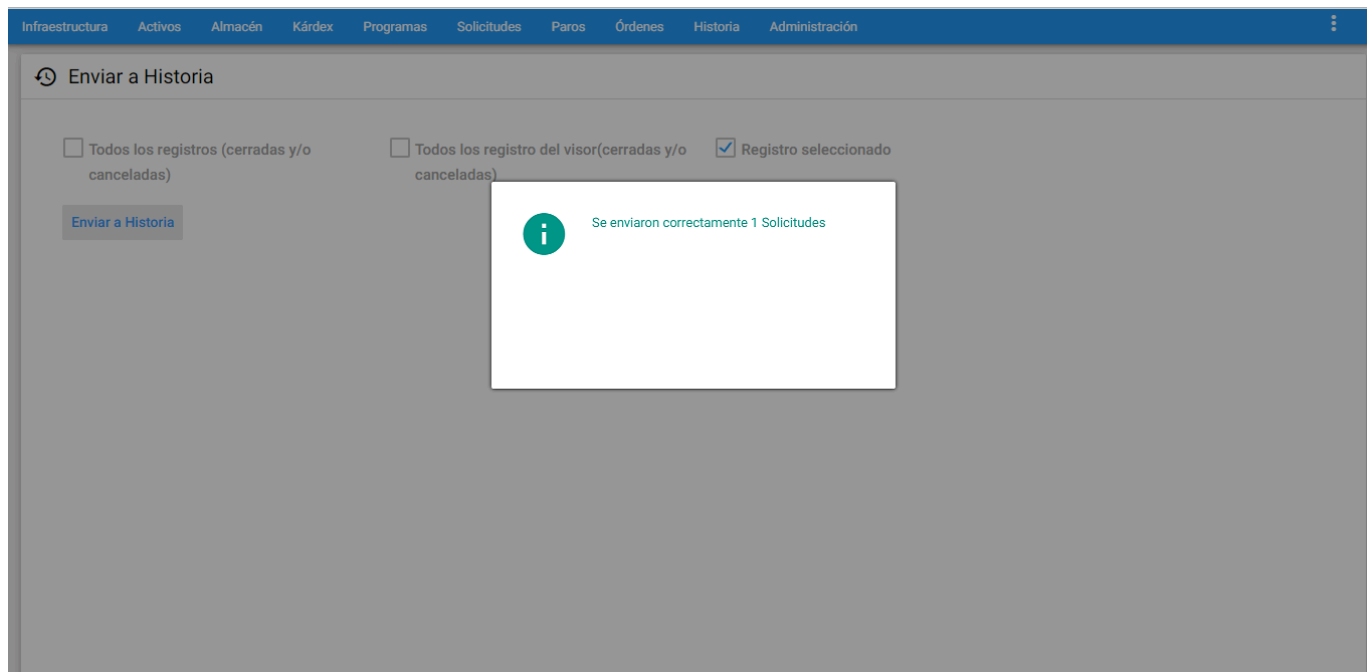 Infraestructura Activos Almacén Kárdex Programas Solicitudes Paros Órdenes Historia Administración
Enviar a Historia
Todos los registros (cerradas y/o
canceladas)
Todos los registro del visor(cerradas y/o
canceladas)
Registro seleccionado
Enviar a Historia
Se enviaron correctamente 1 Solicitudes